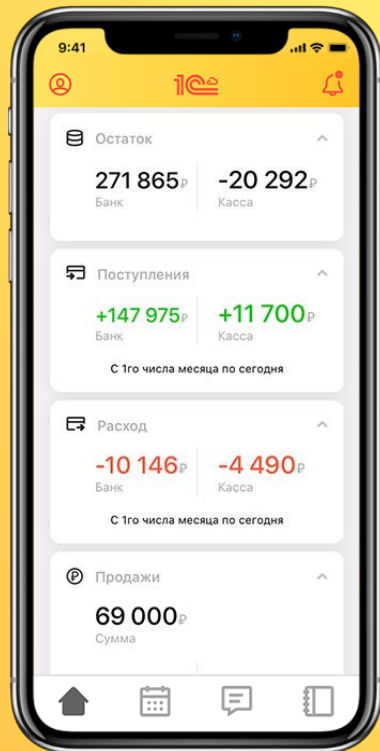 9:41
1С
Остаток
271 865₽ -20 292₽
Банк Касса
Поступления
+147 975₽ +11 700₽
Банк Касса
С 1го числа месяца по сегодня
Расход
-10 146₽ -4 490₽
Банк Касса
С 1го числа месяца по сегодня
₽ Продажи
69 000₽
Сумма